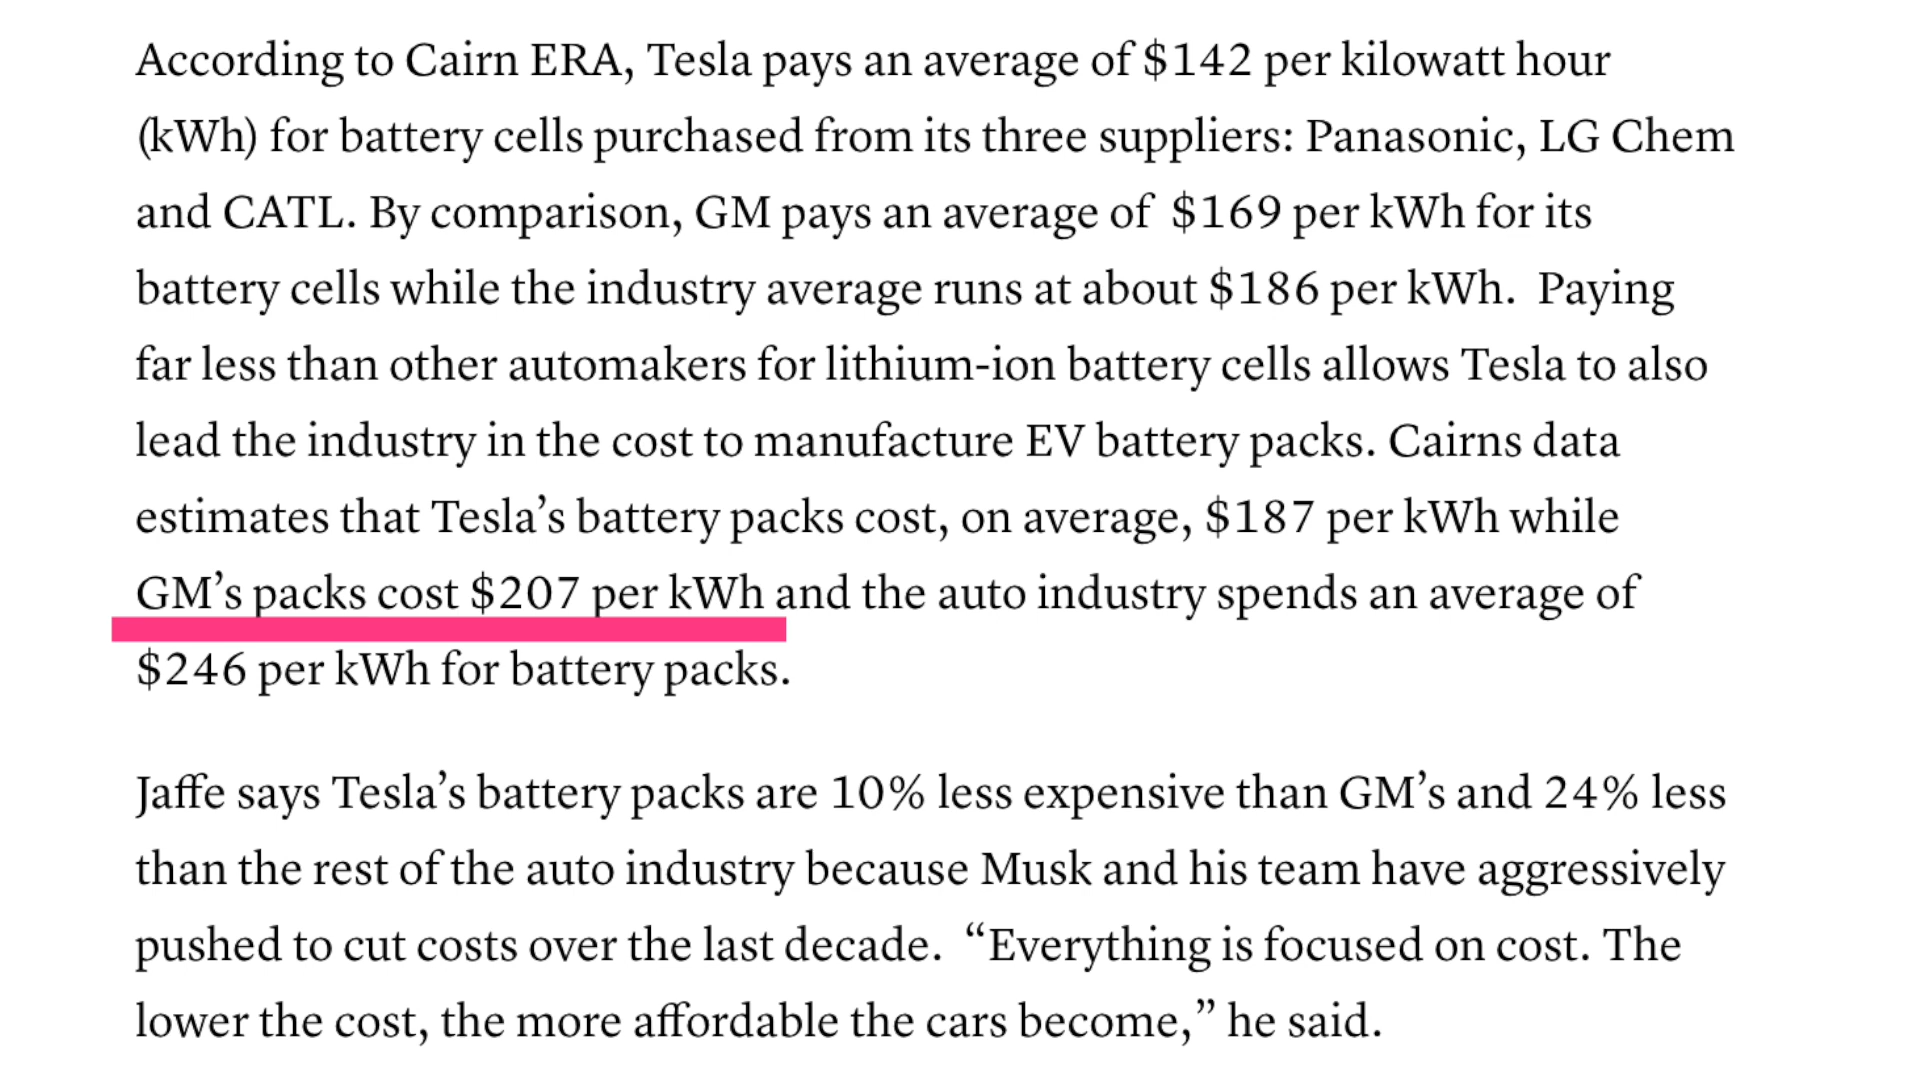 According to Cairn ERA, Tesla pays an average of $142 per kilowatt hour
(kWh) for battery cells purchased from its three suppliers: Panasonic, LG Chem
and CATL. By comparison, GM pays an average of  $169 per kWh for its
battery cells while the industry average runs at about $186 per kWh.  Paying
far less than other automakers for lithium-ion battery cells allows Tesla to also
lead the industry in the cost to manufacture EV battery packs. Cairns data
estimates that Tesla’s battery packs cost, on average, $187 per kWh while
GM’s packs cost $207 per kWh and the auto industry spends an average of
$246 per kWh for battery packs.
Jaffe says Tesla’s battery packs are 10% less expensive than GM’s and 24% less
than the rest of the auto industry because Musk and his team have aggressively
pushed to cut costs over the last decade.  “Everything is focused on cost. The
lower the cost, the more affordable the cars become,” he said.